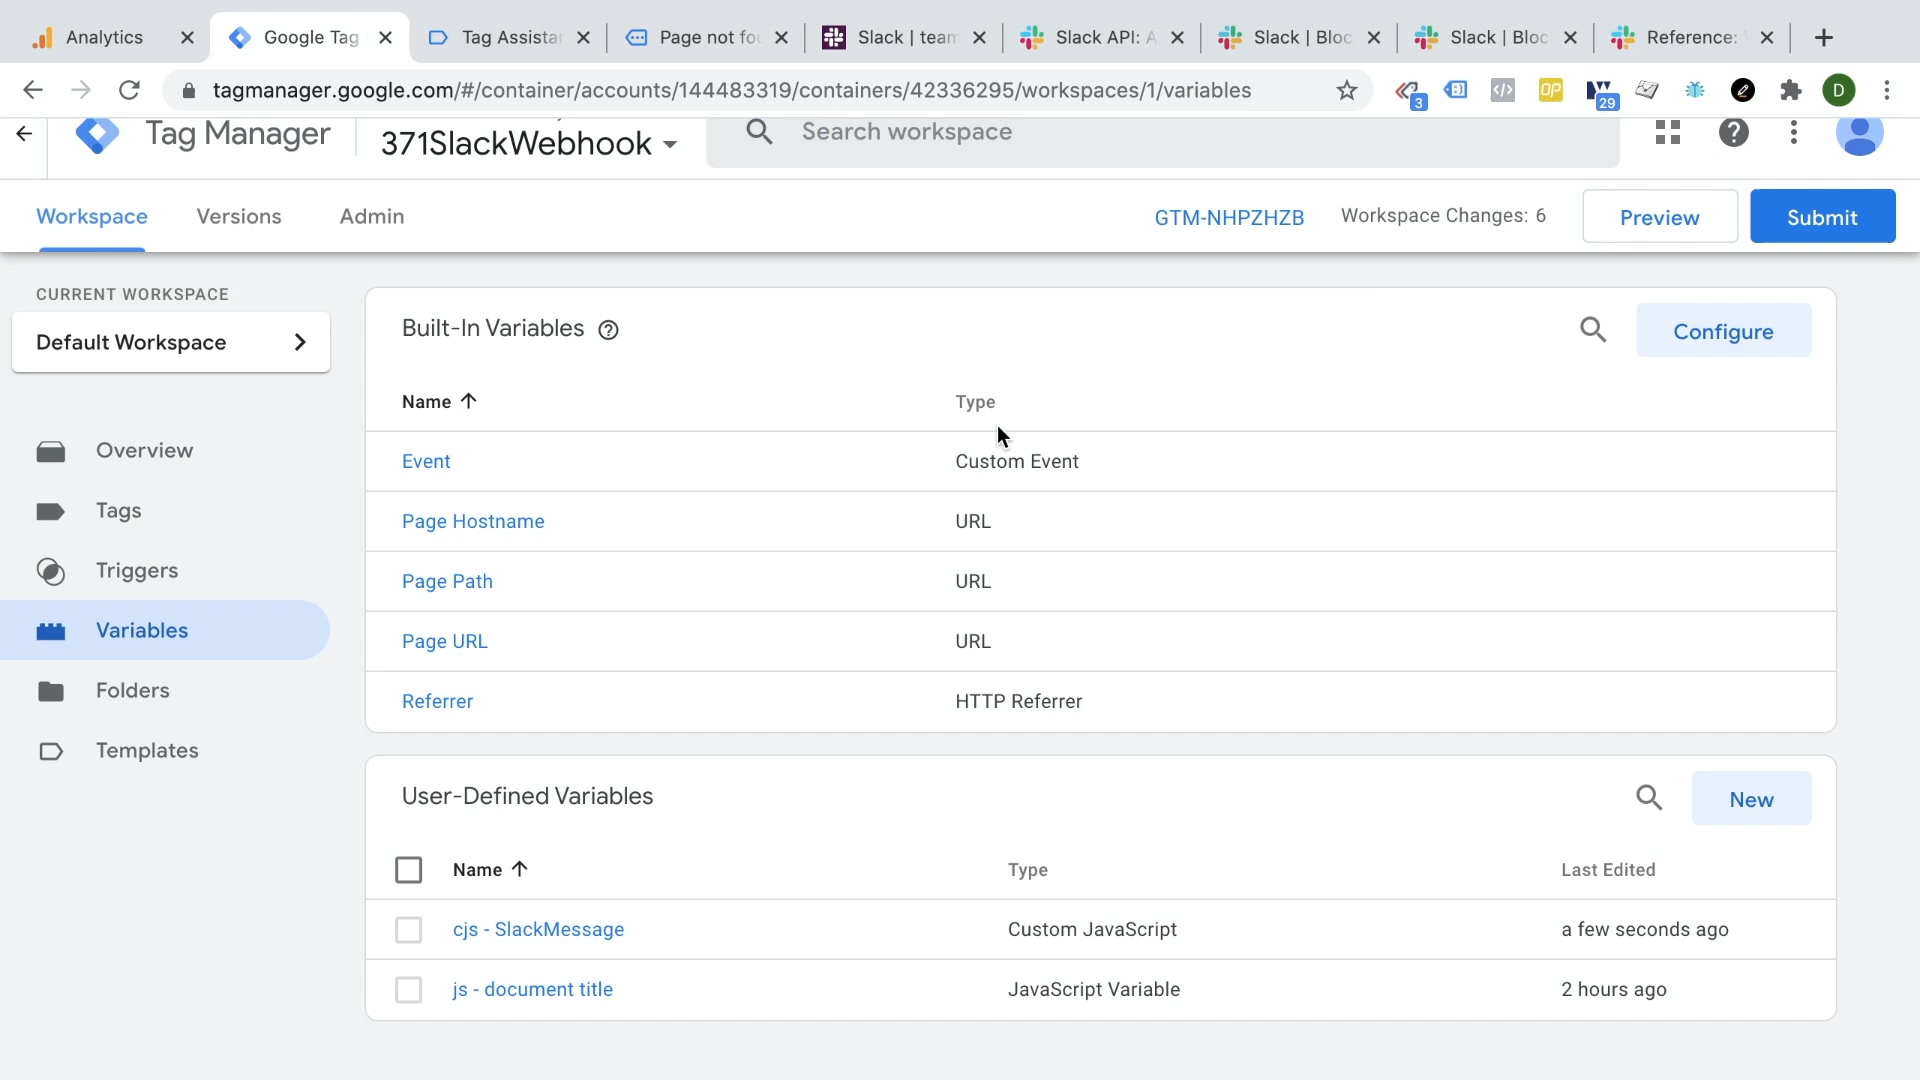 Analytics
Google Tag
Tag Assistan
Page not fou
Slack | team
Slack API: A
Slack | Bloc
Slack | Bloc
Reference:
tagmanager.google.com/#/container/accounts/144483319/containers/42336295/workspaces/1/variables
3
</>
OP
29
D
Tag Manager
371SlackWebhook
Search workspace
Workspace
Versions
Admin
GTM-NHPZHZB
Workspace Changes: 6
Preview
Submit
CURRENT WORKSPACE
Default Workspace
Overview
Tags
Triggers
Variables
Folders
Templates
Built-In Variables
Configure
Name
Type
Event
Custom Event
Page Hostname
URL
Page Path
URL
Page URL
URL
Referrer
HTTP Referrer
User-Defined Variables
New
Name
Type
Last Edited
cjs - SlackMessage
Custom JavaScript
a few seconds ago
js - document title
JavaScript Variable
2 hours ago